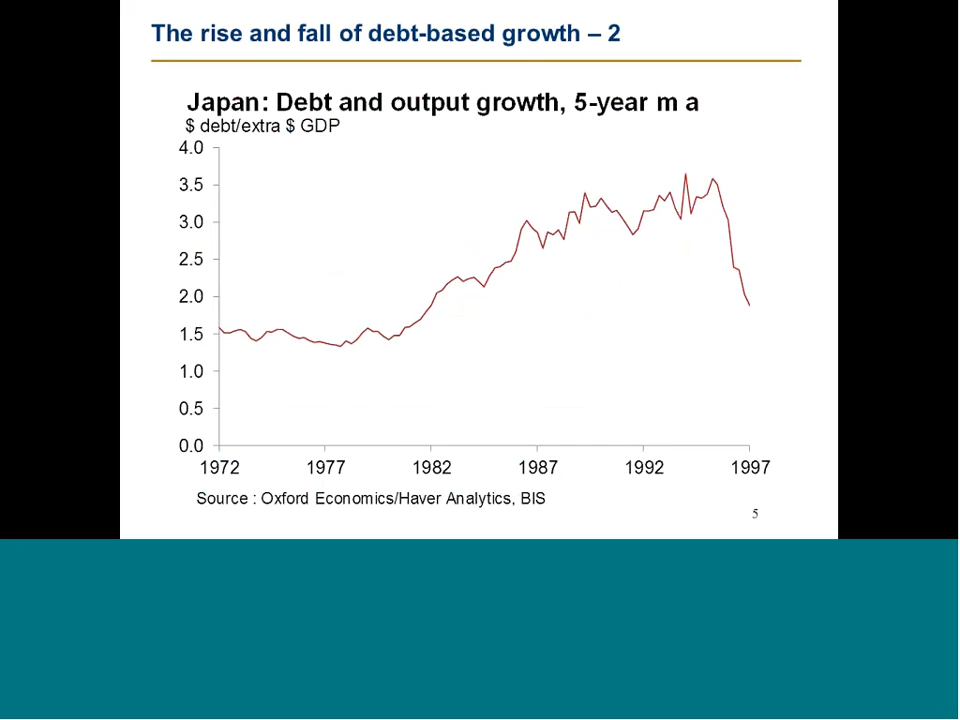 The rise and fall of debt-based growth – 2
Japan: Debt and output growth, 5-year m a
$ debt/extra $ GDP
4.0
3.5
3.0
2.5
2.0
1.5
1.0
0.5
0.0
1972 1977 1982 1987 1992 1997
Source : Oxford Economics/Haver Analytics, BIS
5